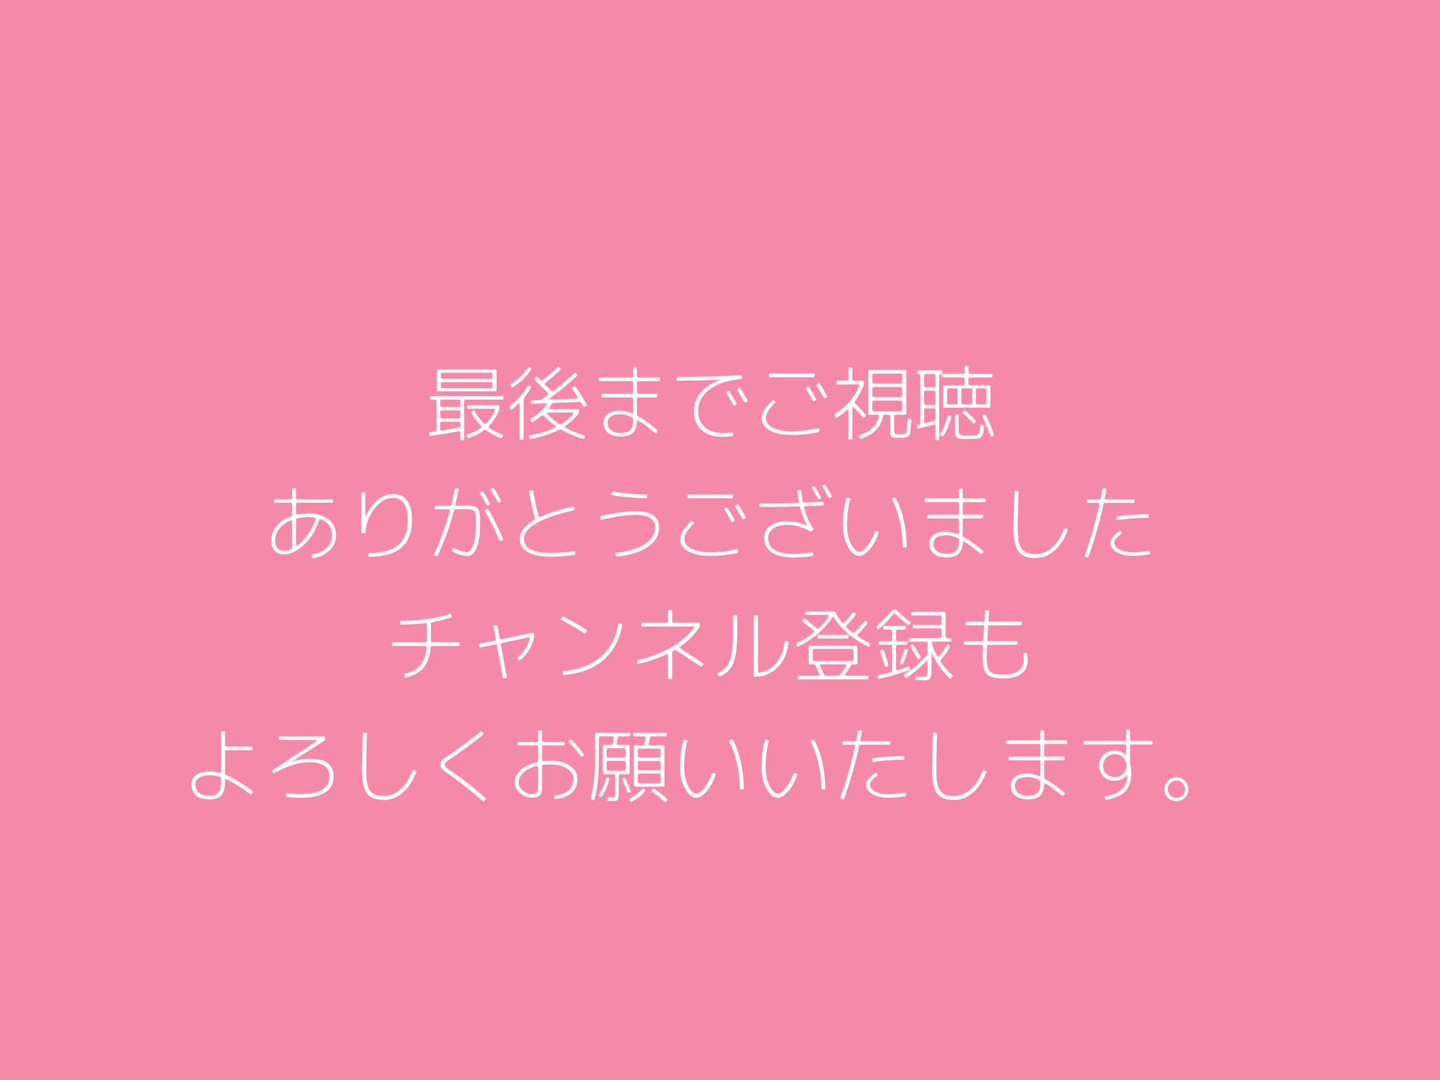 最後までご視聴
ありがとうございました
チャンネル登録も
よろしくお願いいたします。